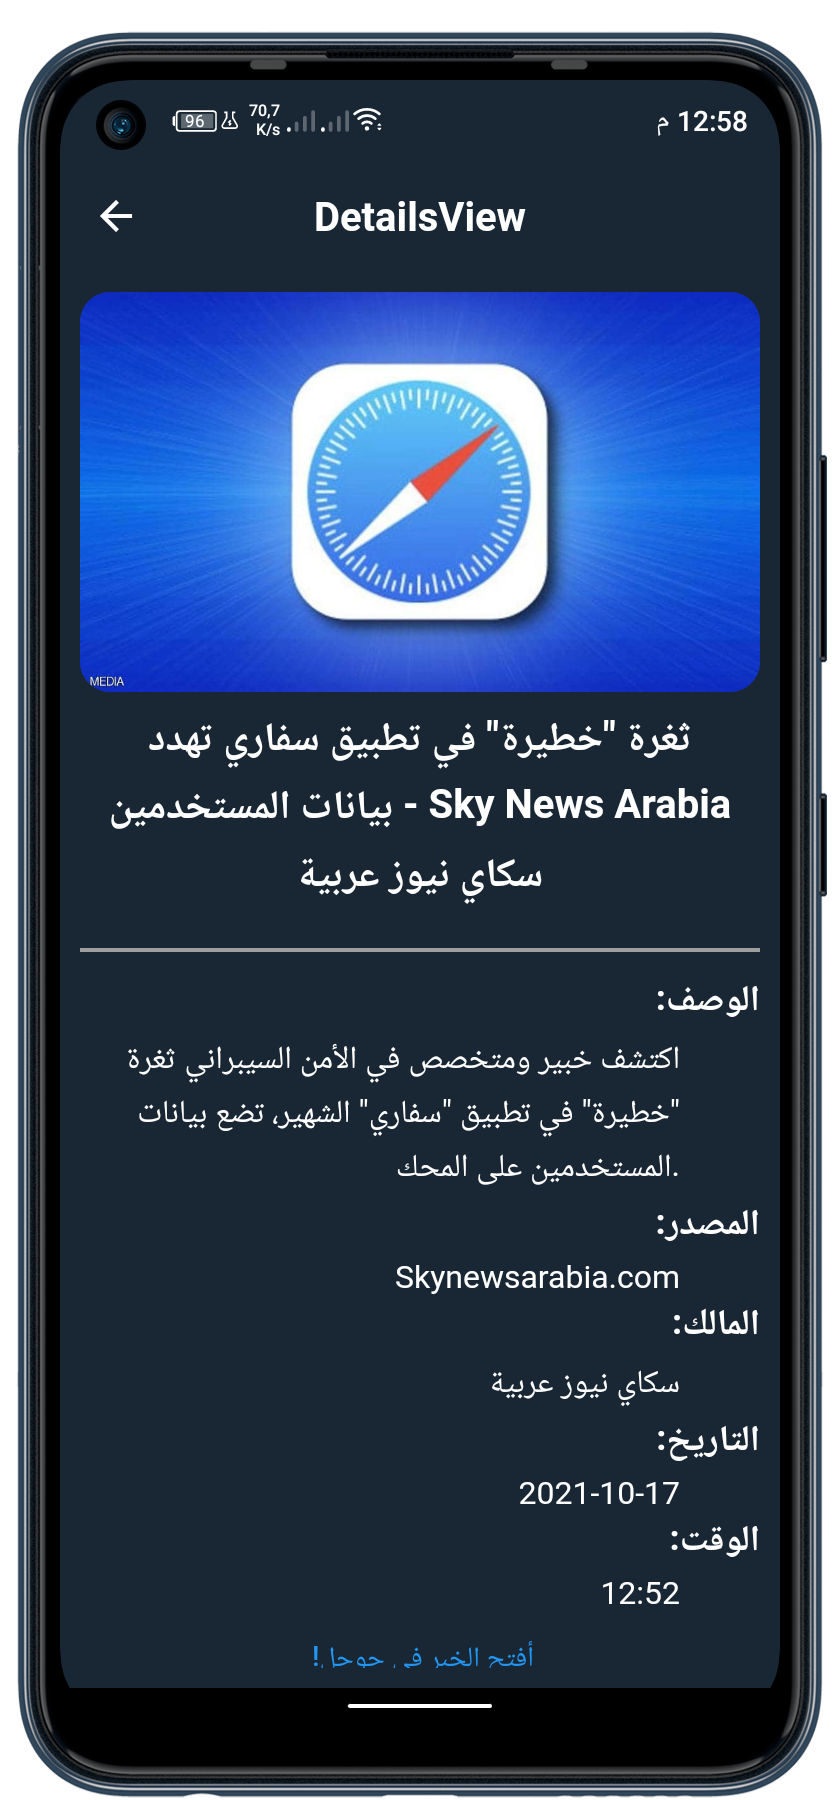 96
70,7
K/s
12:58 م
DetailsView
MEDIA
ثغرة "خطيرة" في تطبيق سفاري تهدد
بيانات المستخدمين - Sky News Arabia
سكاي نيوز عربية
الوصف:
اكتشف خبير ومتخصص في الأمن السيبراني ثغرة
"خطيرة" في تطبيق "سفاري" الشهير، تضع بيانات
المستخدمين على المحك.
المصدر:
Skynewsarabia.com
المالك:
سكاي نيوز عربية
التاريخ:
2021-10-17
الوقت:
12:52
أفتح الخبر في جوجل!